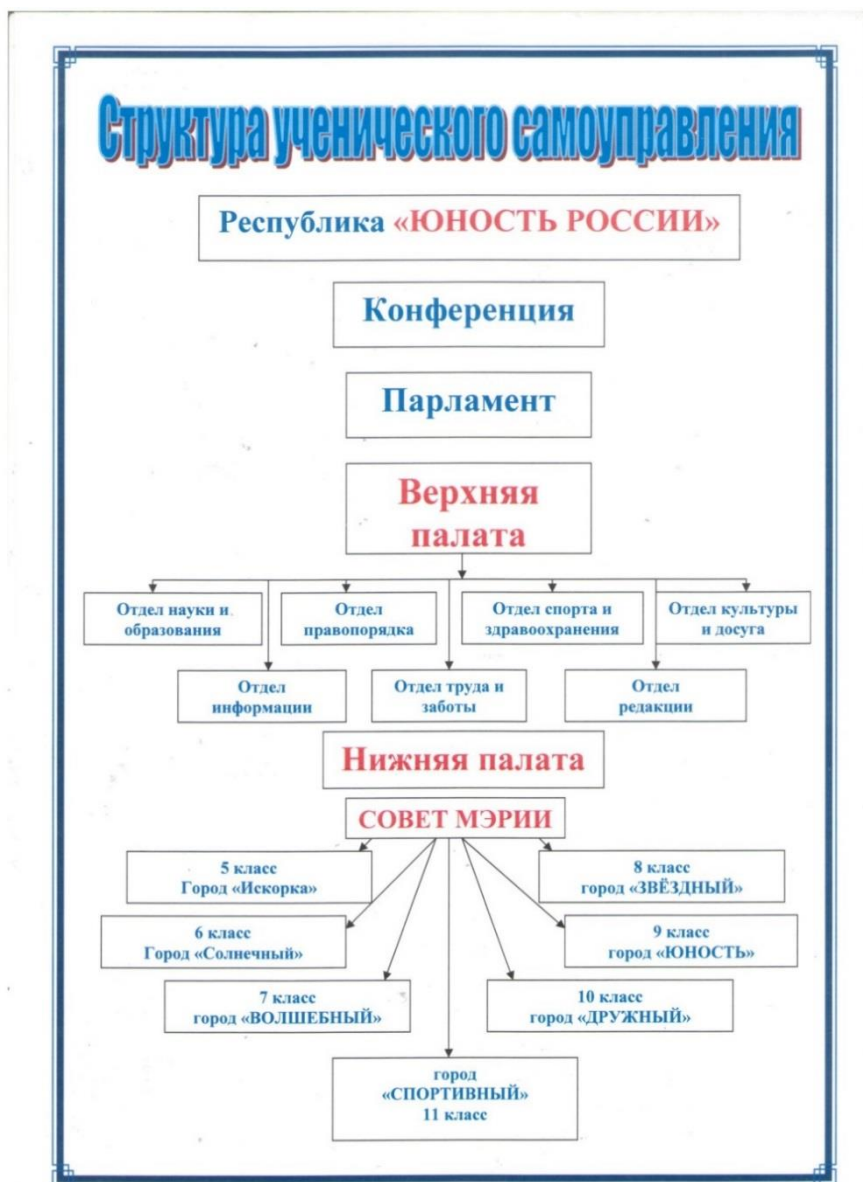 Структура ученического самоуправления
Республика «ЮНОСТЬ РОССИИ»
Конференция
Парламент
Верхняя
палата
Отдел науки и
образования
Отдел
правопорядка
Отдел спорта и
здравоохранения
Отдел культуры
и досуга
Отдел
информации
Отдел труда и
заботы
Отдел
редакции
Нижняя палата
СОВЕТ МЭРИИ
5 класс
Город «Искорка»
8 класс
город «ЗВЁЗДНЫЙ»
6 класс
Город «Солнечный»
9 класс
город «ЮНОСТЬ»
7 класс
город «ВОЛШЕБНЫЙ»
10 класс
город «ДРУЖНЫЙ»
город
«СПОРТИВНЫЙ»
11 класс